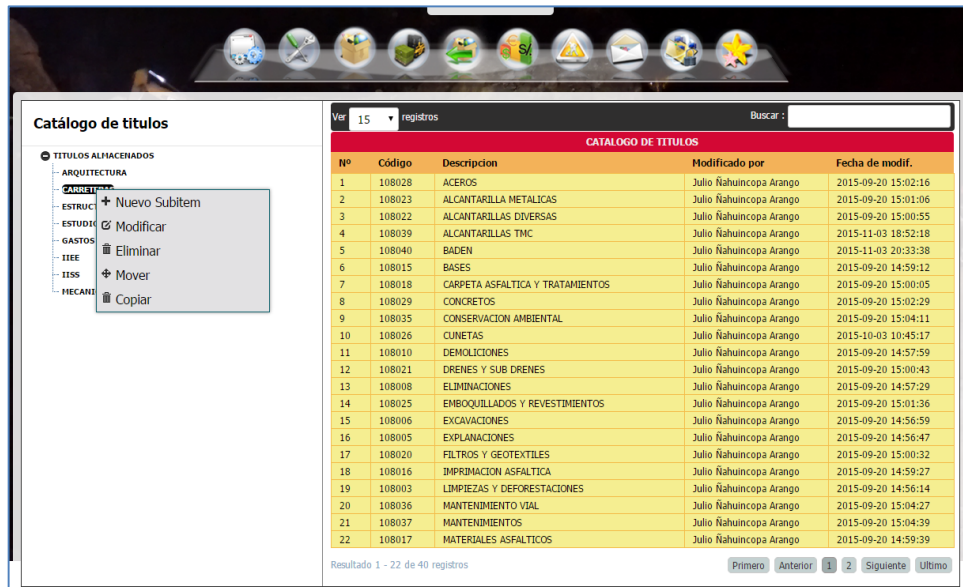 S/.
Catálogo de titulos
TITULOS ALMACENADOS
ARQUITECTURA
GASTOS
IIEE
IISS
Nuevo Subitem
Modificar
Eliminar
Mover
Copiar
Ver 15 registros Buscar :
CATALOGO DE TITULOS
Nº Código Descripcion Modificado por Fecha de modif.
1 108028 ACEROS Julio Ñahuincopa Arango 2015-09-20 15:02:16
2 108023 ALCANTARILLA METALICAS Julio Ñahuincopa Arango 2015-09-20 15:01:06
3 108022 ALCANTARILLAS DIVERSAS Julio Ñahuincopa Arango 2015-09-20 15:00:55
4 108039 ALCANTARILLAS TMC Julio Ñahuincopa Arango 2015-11-03 18:52:18
5 108040 BADEN Julio Ñahuincopa Arango 2015-11-03 20:33:38
6 108015 BASES Julio Ñahuincopa Arango 2015-09-20 14:59:12
7 108018 CARPETA ASFALTICA Y TRATAMIENTOS Julio Ñahuincopa Arango 2015-09-20 15:00:05
8 108029 CONCRETOS Julio Ñahuincopa Arango 2015-09-20 15:02:29
9 108035 CONSERVACION AMBIENTAL Julio Ñahuincopa Arango 2015-09-20 15:04:11
10 108026 CUNETAS Julio Ñahuincopa Arango 2015-10-03 10:45:17
11 108010 DEMOLICIONES Julio Ñahuincopa Arango 2015-09-20 14:57:59
12 108021 DRENES Y SUB DRENES Julio Ñahuincopa Arango 2015-09-20 15:00:43
13 108008 ELIMINACIONES Julio Ñahuincopa Arango 2015-09-20 14:57:29
14 108025 EMBOQUILLADOS Y REVESTIMIENTOS Julio Ñahuincopa Arango 2015-09-20 15:01:36
15 108006 EXCAVACIONES Julio Ñahuincopa Arango 2015-09-20 14:56:59
16 108005 EXPLANACIONES Julio Ñahuincopa Arango 2015-09-20 14:56:47
17 108020 FILTROS Y GEOTEXTILES Julio Ñahuincopa Arango 2015-09-20 15:00:32
18 108016 IMPRIMACION ASFALTICA Julio Ñahuincopa Arango 2015-09-20 14:59:27
19 108003 LIMPIEZAS Y DEFORESTACIONES Julio Ñahuincopa Arango 2015-09-20 14:56:14
20 108036 MANTENIMIENTO VIAL Julio Ñahuincopa Arango 2015-09-20 15:04:27
21 108037 MANTENIMIENTOS Julio Ñahuincopa Arango 2015-09-20 15:04:39
22 108017 MATERIALES ASFALTICOS Julio Ñahuincopa Arango 2015-09-20 14:59:39
Resultado 1 - 22 de 40 registros Primero Anterior 1 2 Siguiente Ultimo